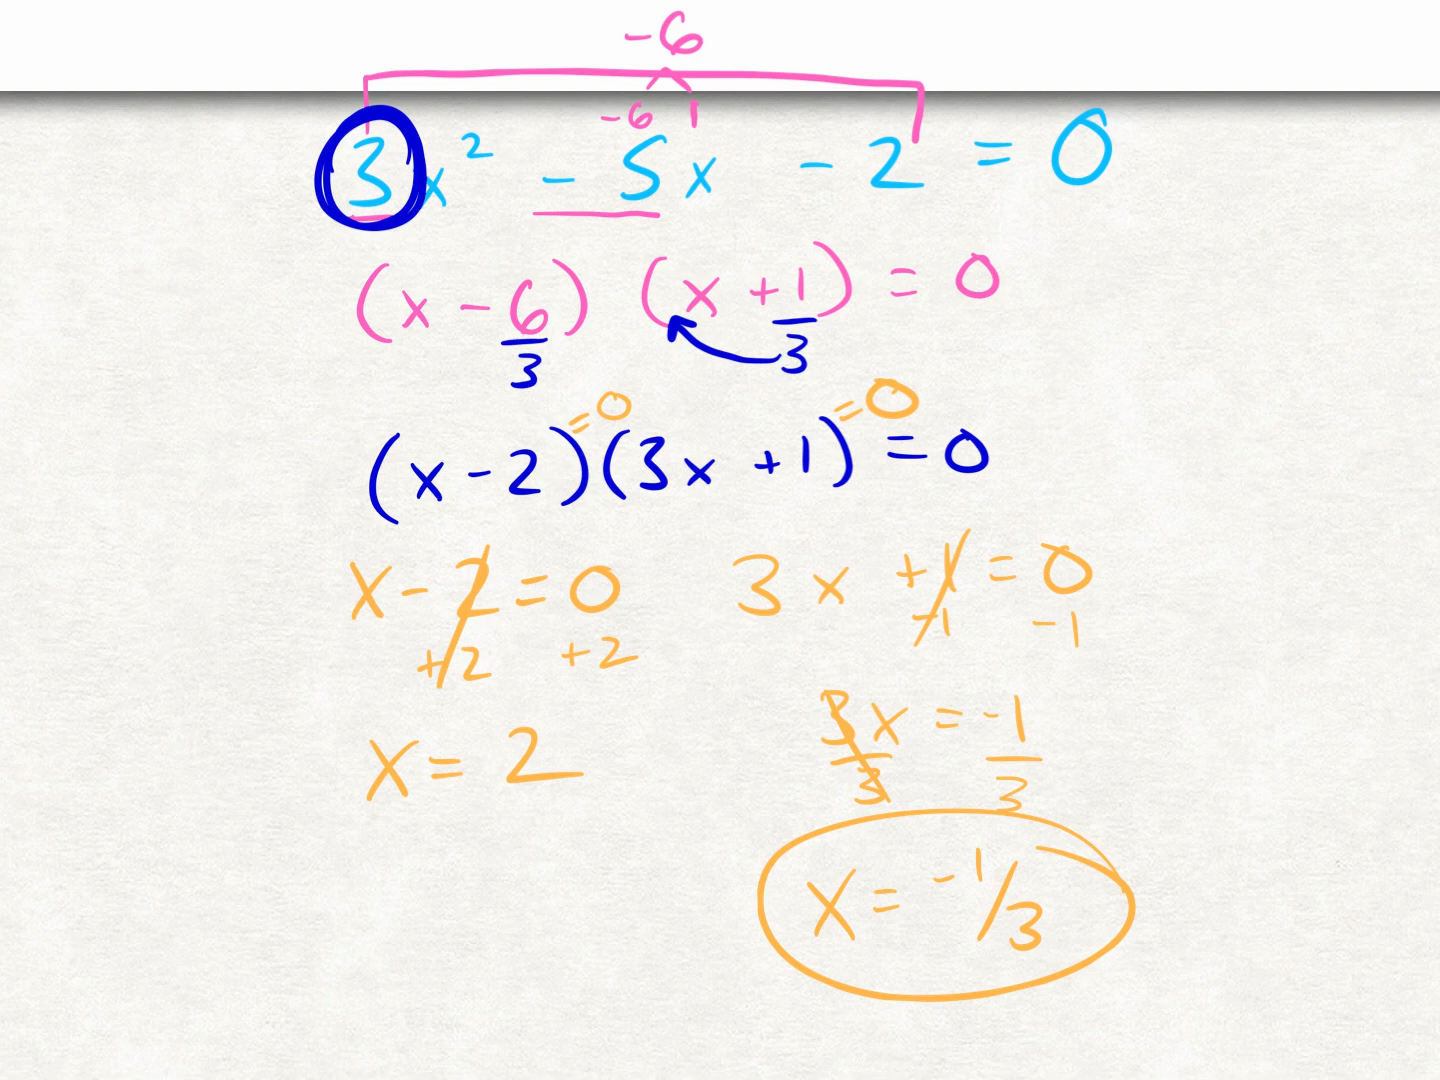 -6
-6 1
3x² - 5x - 2 = 0
(x - 6) (x + 1) = 0
3 3
= 0 = 0
(x - 2)(3x + 1) = 0
x - 2 = 0 3x + 1 = 0
+2 +2 -1 -1
3x = -1
3 3
x = 2
x = -1/3